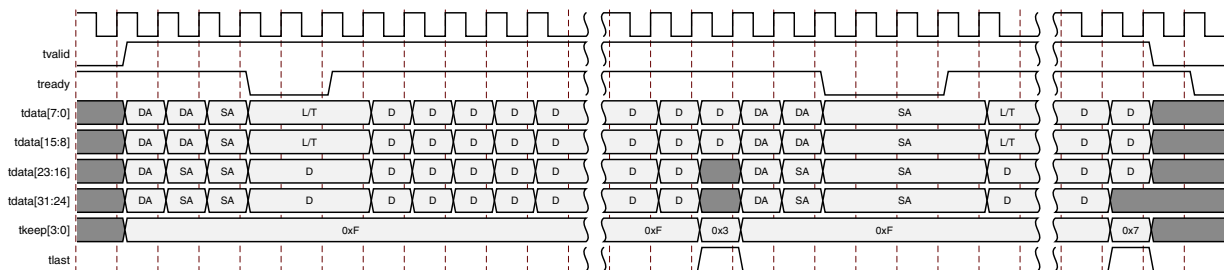 tvalid
tready
tdata[7:0] DA DA SA L/T D D D D D D D D DA DA SA L/T D D
tdata[15:8] DA DA SA L/T D D D D D D D D DA DA SA L/T D D
tdata[23:16] DA SA SA D D D D D D D D DA SA SA D D D
tdata[31:24] DA SA SA D D D D D D D D DA SA SA D D
tkeep[3:0] 0xF 0xF 0x3 0xF 0x7
tlast